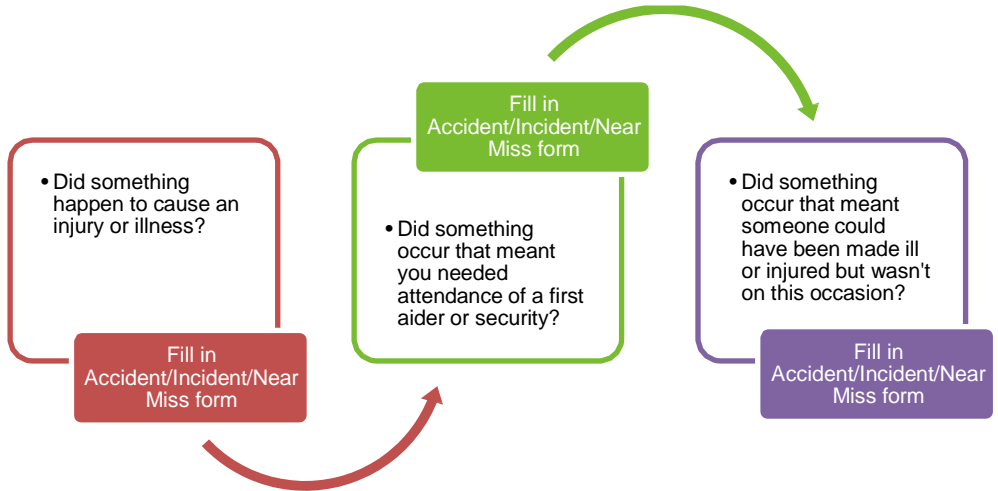 • Did something
happen to cause an
injury or illness?
Fill in
Accident/Incident/Near
Miss form
Fill in
Accident/Incident/Near
Miss form
• Did something
occur that meant
you needed
attendance of a first
aider or security?
• Did something
occur that meant
someone could
have been made ill
or injured but wasn't
on this occasion?
Fill in
Accident/Incident/Near
Miss form